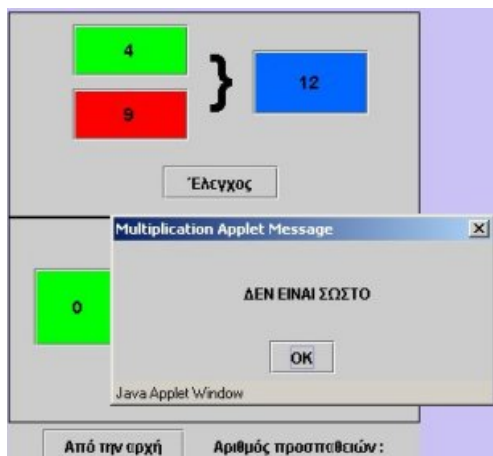 4
12
9
Έλεγχος
Multiplication Applet Message
0
ΔΕΝ ΕΙΝΑΙ ΣΩΣΤΟ
OK
Java Applet Window
Από την αρχή
Αριθμός προσπαθειών :